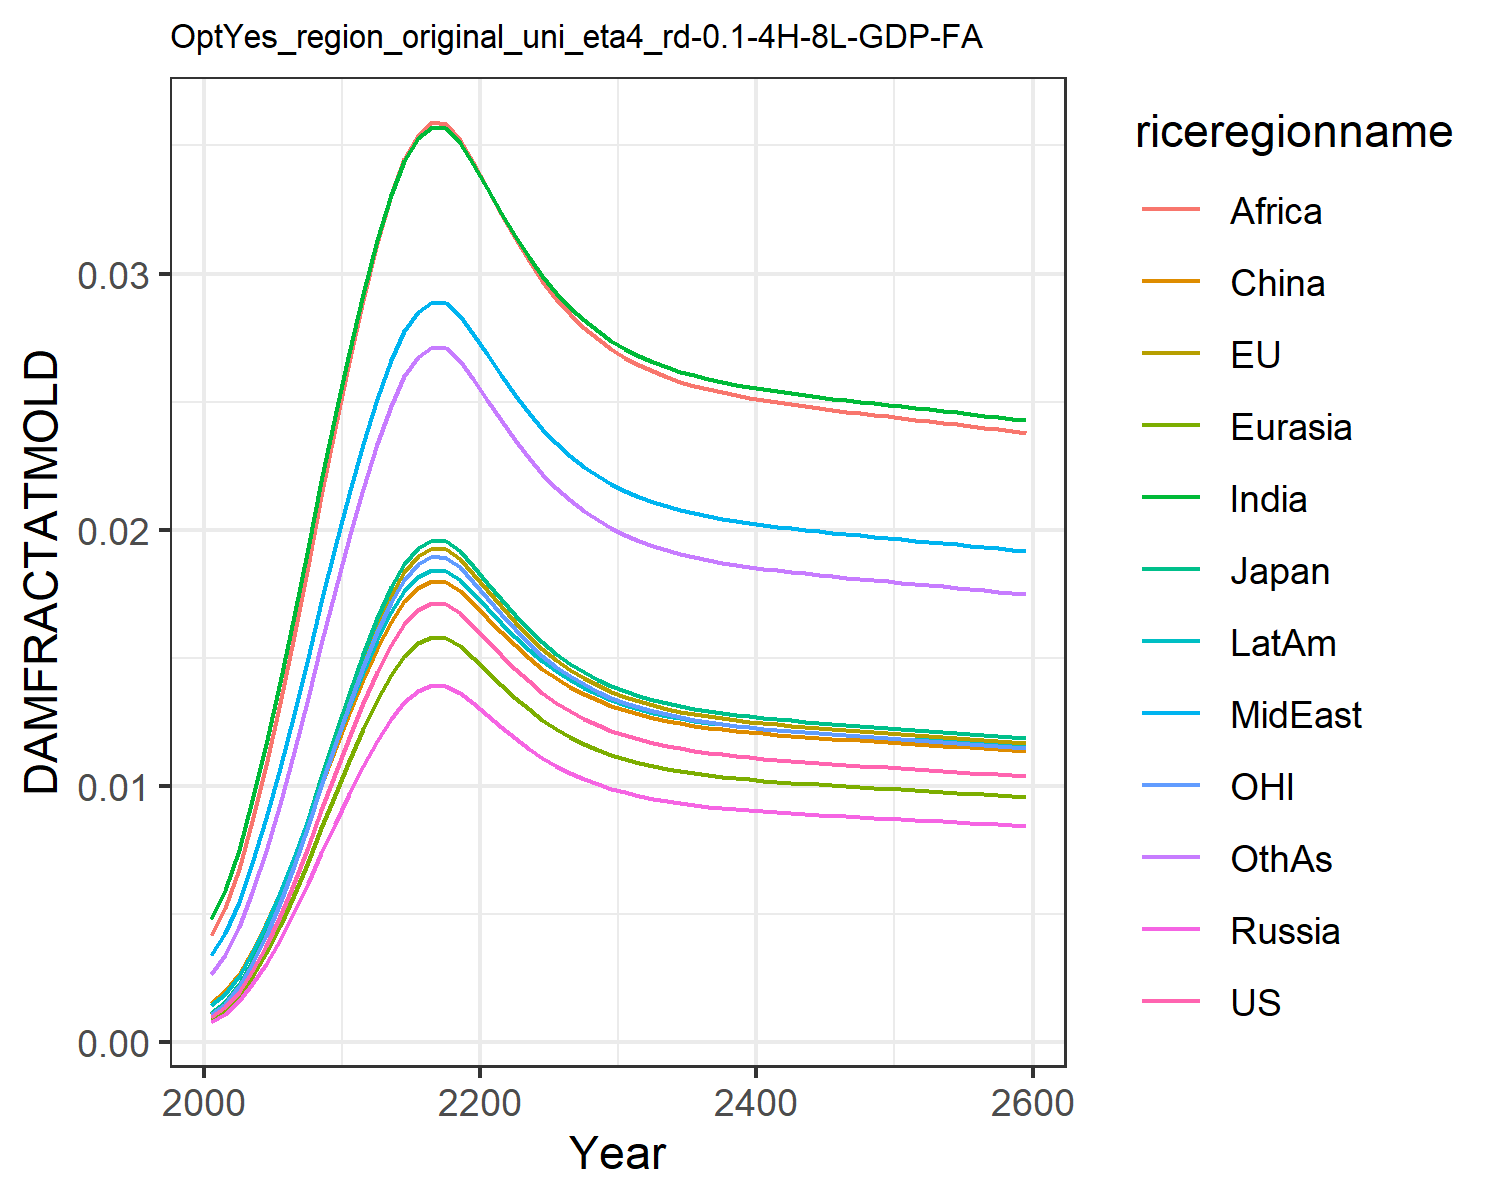 OptYes_region_original_uni_eta4_rd-0.1-4H-8L-GDP-FA
DAMFRACTATMOLD
0.03
0.02
0.01
0.00
2000
2200
2400
2600
Year
riceregionname
Africa
China
EU
Eurasia
India
Japan
LatAm
MidEast
OHI
OthAs
Russia
US